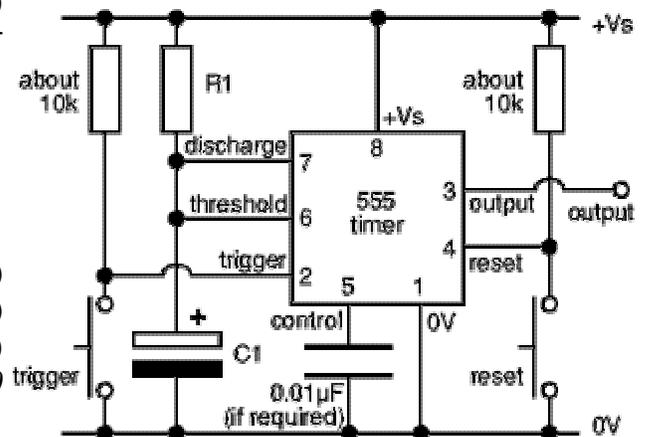 +Vs
about
10k
R1
about
10k
+Vs
8
discharge
7
555
timer
3
output
output
threshold
6
4
reset
trigger
2
5
1
control
0V
+
C1
trigger
0.01µF
(if required)
reset
0V